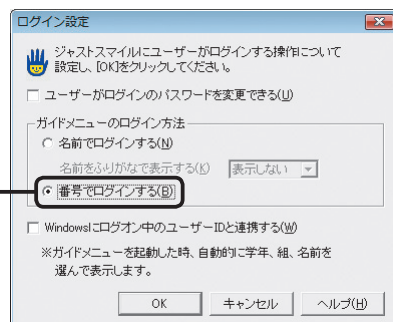 ログイン設定
ジャストスマイルにユーザーがログインする操作について
設定し、[OK]をクリックしてください。
ユーザーがログインのパスワードを変更できる(U)
ガイドメニューのログイン方法
名前でログインする(N)
名前をふりがなで表示する(K) 表示しない
番号でログインする(B)
Windowsにログオン中のユーザーIDと連携する(W)
※ガイドメニューを起動した時、自動的に学年、組、名前を
選んで表示します。
OK キャンセル ヘルプ(H)